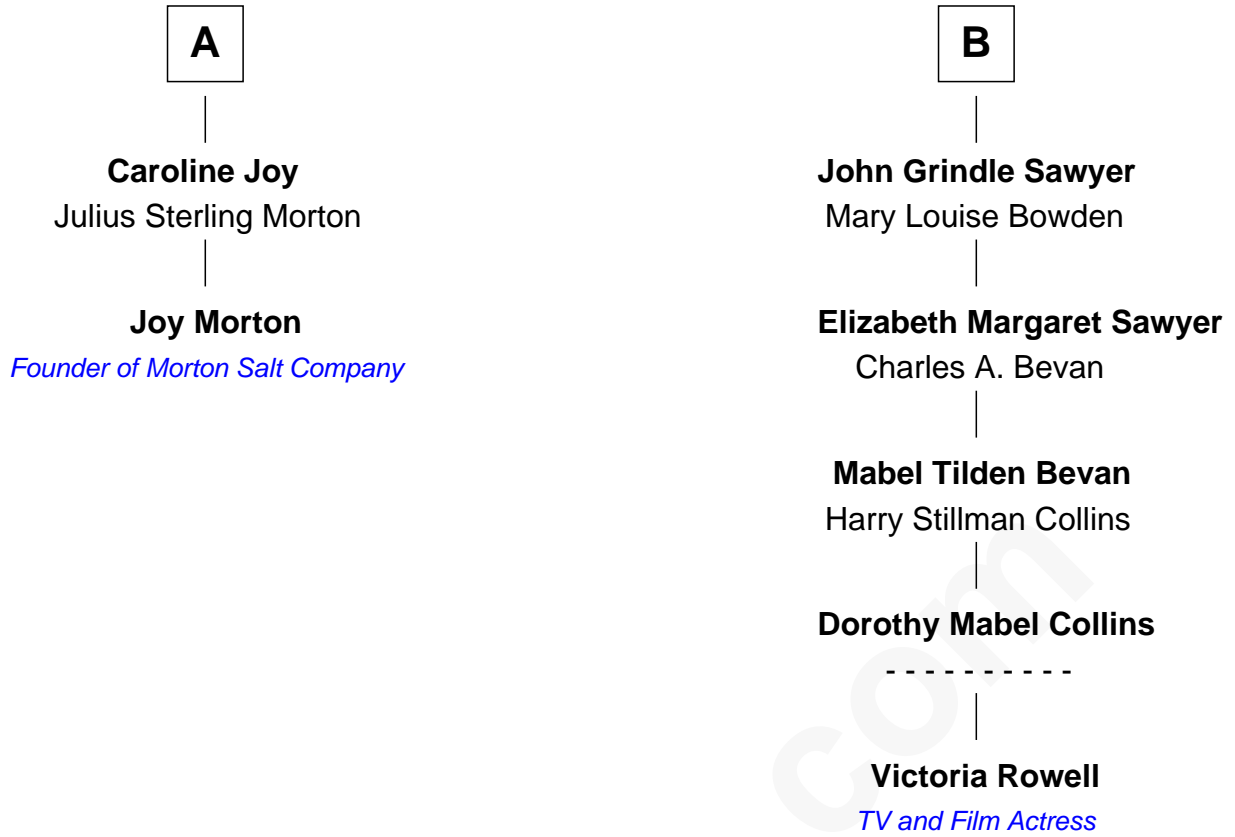 A
Caroline Joy
Julius Sterling Morton
Joy Morton
Founder of Morton Salt Company
B
John Grindle Sawyer
Mary Louise Bowden
Elizabeth Margaret Sawyer
Charles A. Bevan
Mabel Tilden Bevan
Harry Stillman Collins
Dorothy Mabel Collins
- - - - - - - - - -
Victoria Rowell
TV and Film Actress
com